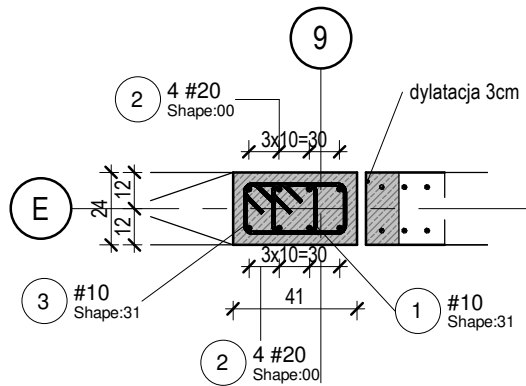 9
2
4 #20
Shape:00
dylatacja 3cm
3x10=30
E
24
12
12
3x10=30
3
#10
Shape:31
41
1
#10
Shape:31
2
4 #20
Shape:00